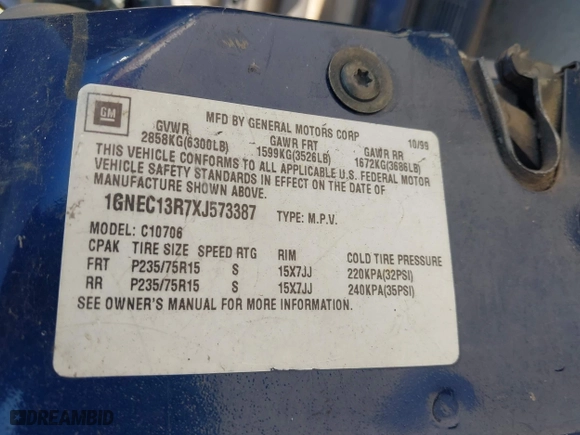 GM
MFD BY GENERAL MOTORS CORP 10/99
GVWR GAWR FRT GAWR RR
2858KG(6300LB) 1599KG(3526LB) 1672KG(3686LB)
THIS VEHICLE CONFORMS TO ALL APPLICABLE U.S. FEDERAL MOTOR
VEHICLE SAFETY STANDARDS IN EFFECT ON THE DATE OF
MANUFACTURE SHOWN ABOVE.
1GNEC13R7XJ573387 TYPE: M.P.V.
MODEL: C10706
CPAK TIRE SIZE SPEED RTG RIM COLD TIRE PRESSURE
FRT P235/75R15 S 15X7JJ 220KPA(32PSI)
RR P235/75R15 S 15X7JJ 240KPA(35PSI)
SEE OWNER'S MANUAL FOR MORE INFORMATION.
DREAMBID